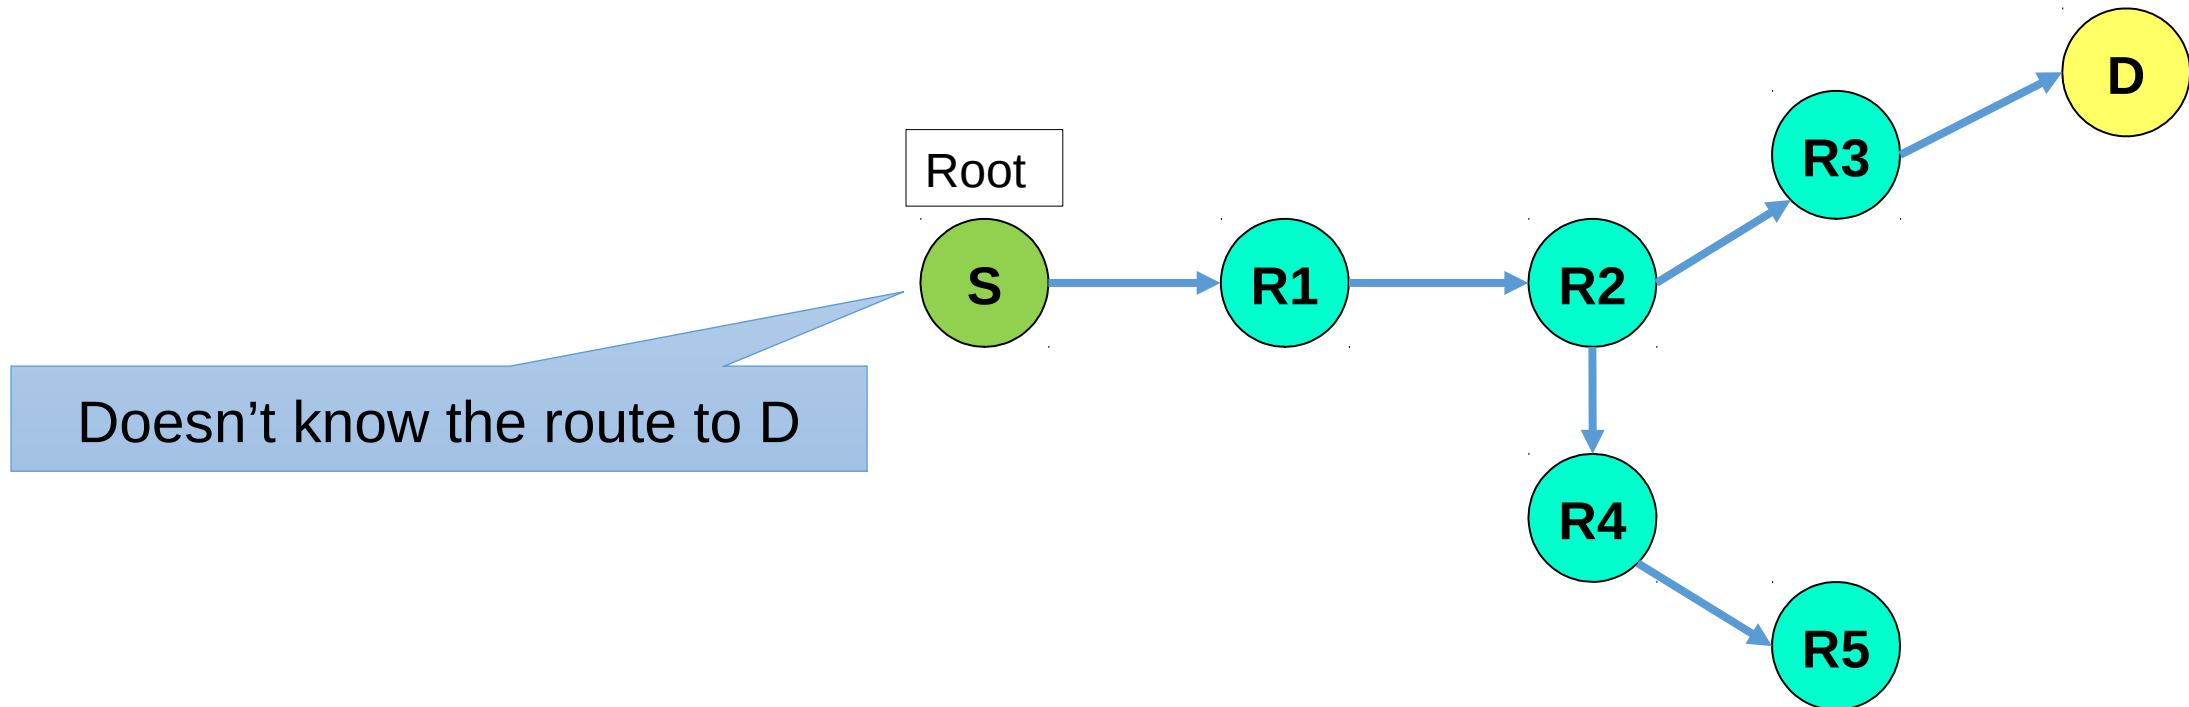 D
R3
Root
S
R1
R2
Doesn’t know the route to D
R4
R5